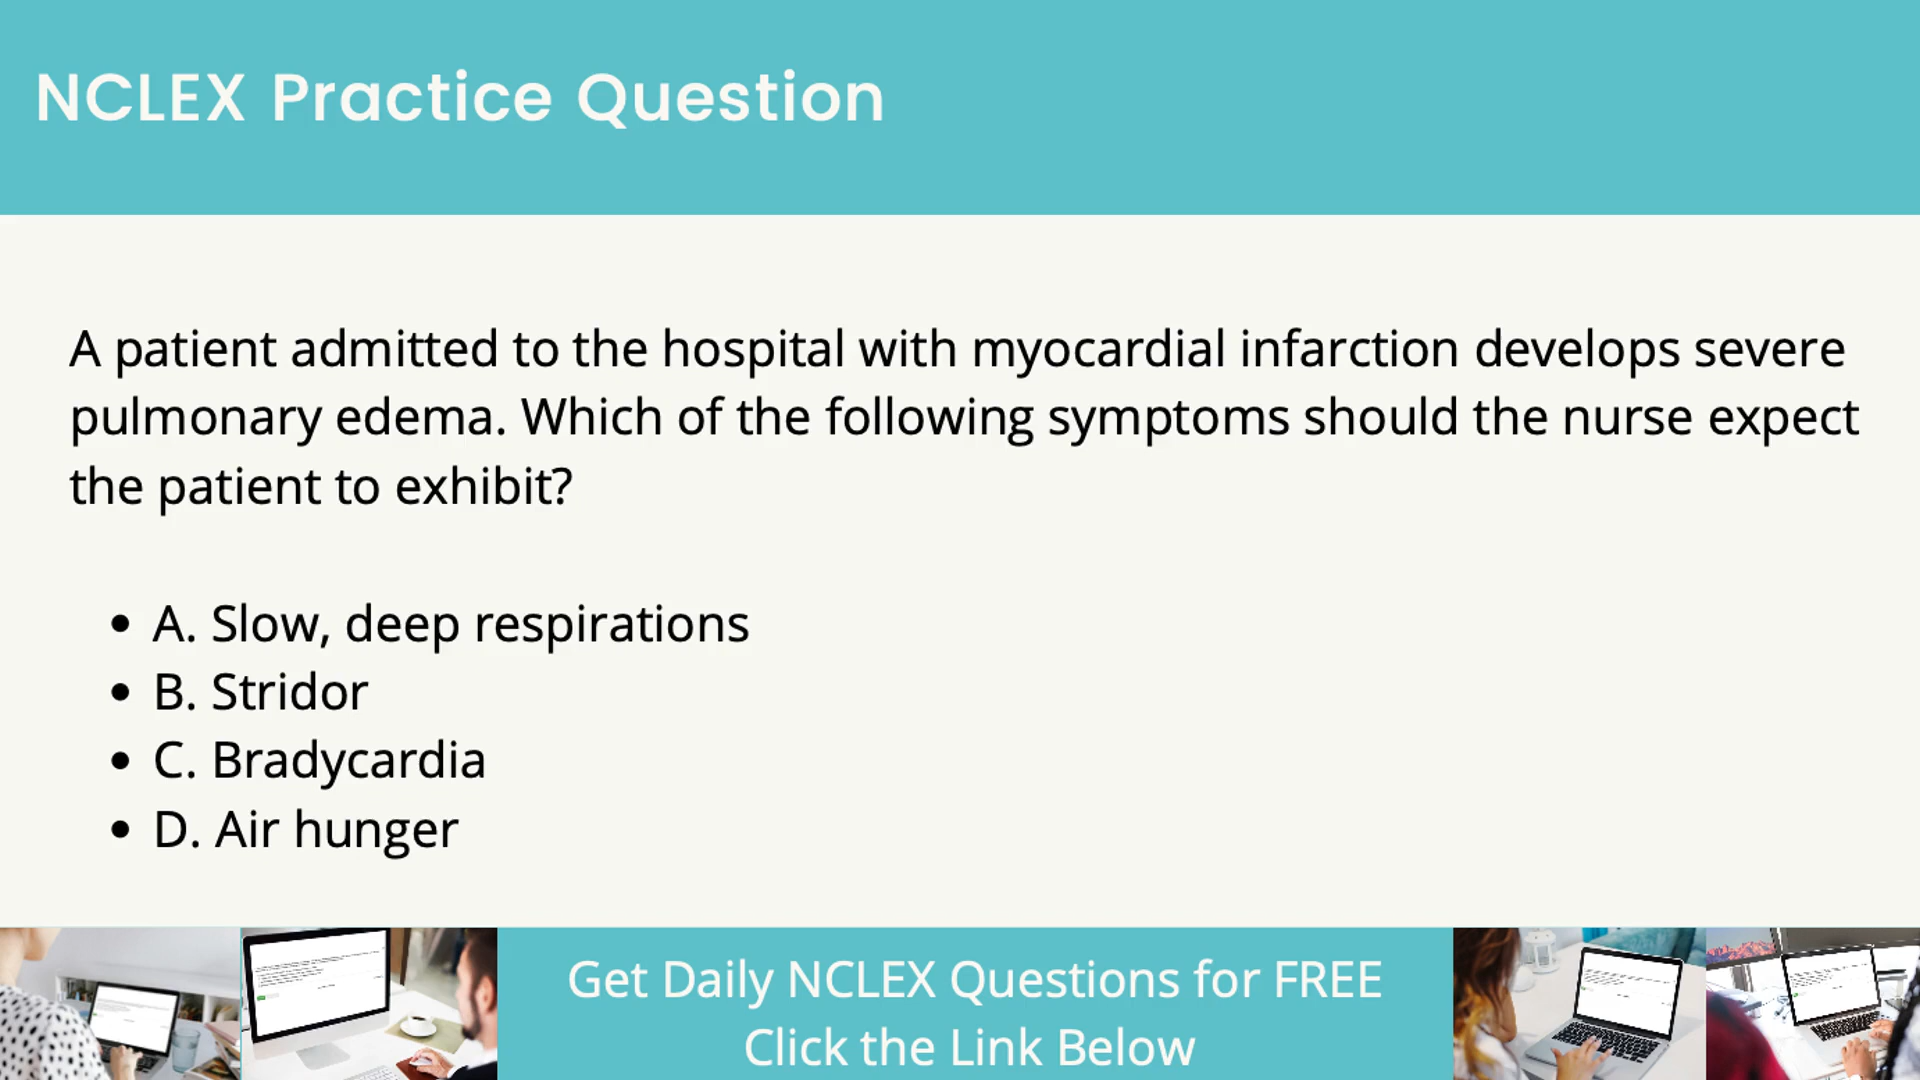 NCLEX Practice Question
A patient admitted to the hospital with myocardial infarction develops severe
pulmonary edema. Which of the following symptoms should the nurse expect
the patient to exhibit?
• A. Slow, deep respirations
• B. Stridor
• C. Bradycardia
• D. Air hunger
Get Daily NCLEX Questions for FREE
Click the Link Below